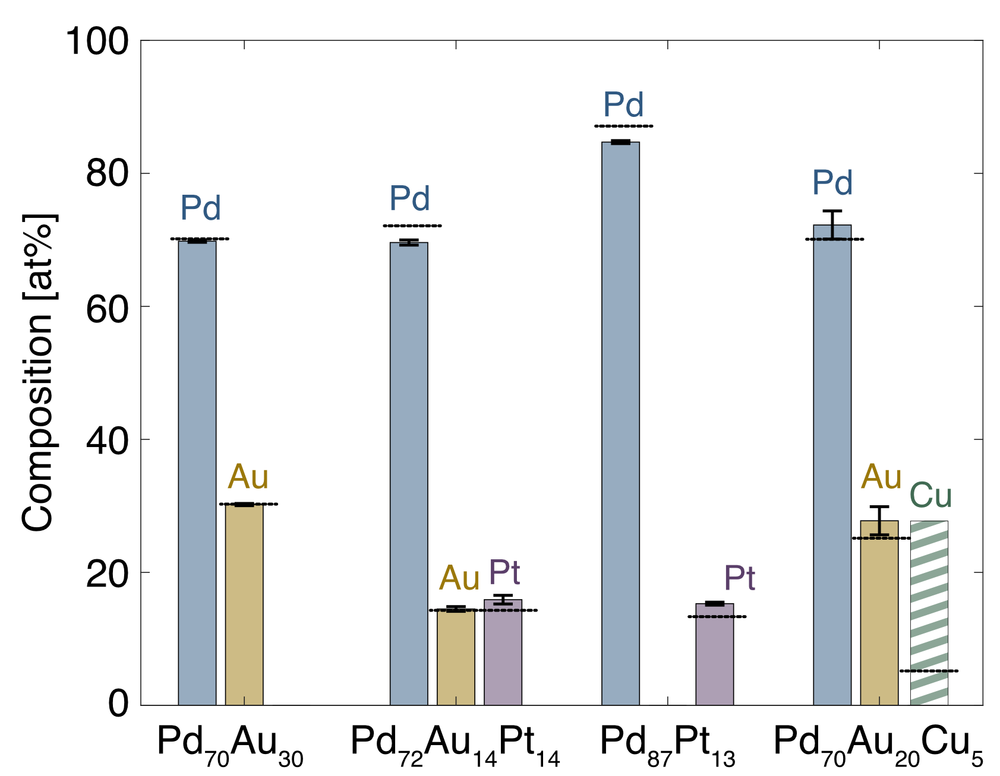 Composition [at%]
100
80
60
40
20
0
Pd
Au
Pd
Au
Pt
Pd
Pt
Pd
Au
Cu
Pd70Au30
Pd72Au14Pt14
Pd87Pt13
Pd70Au20Cu5